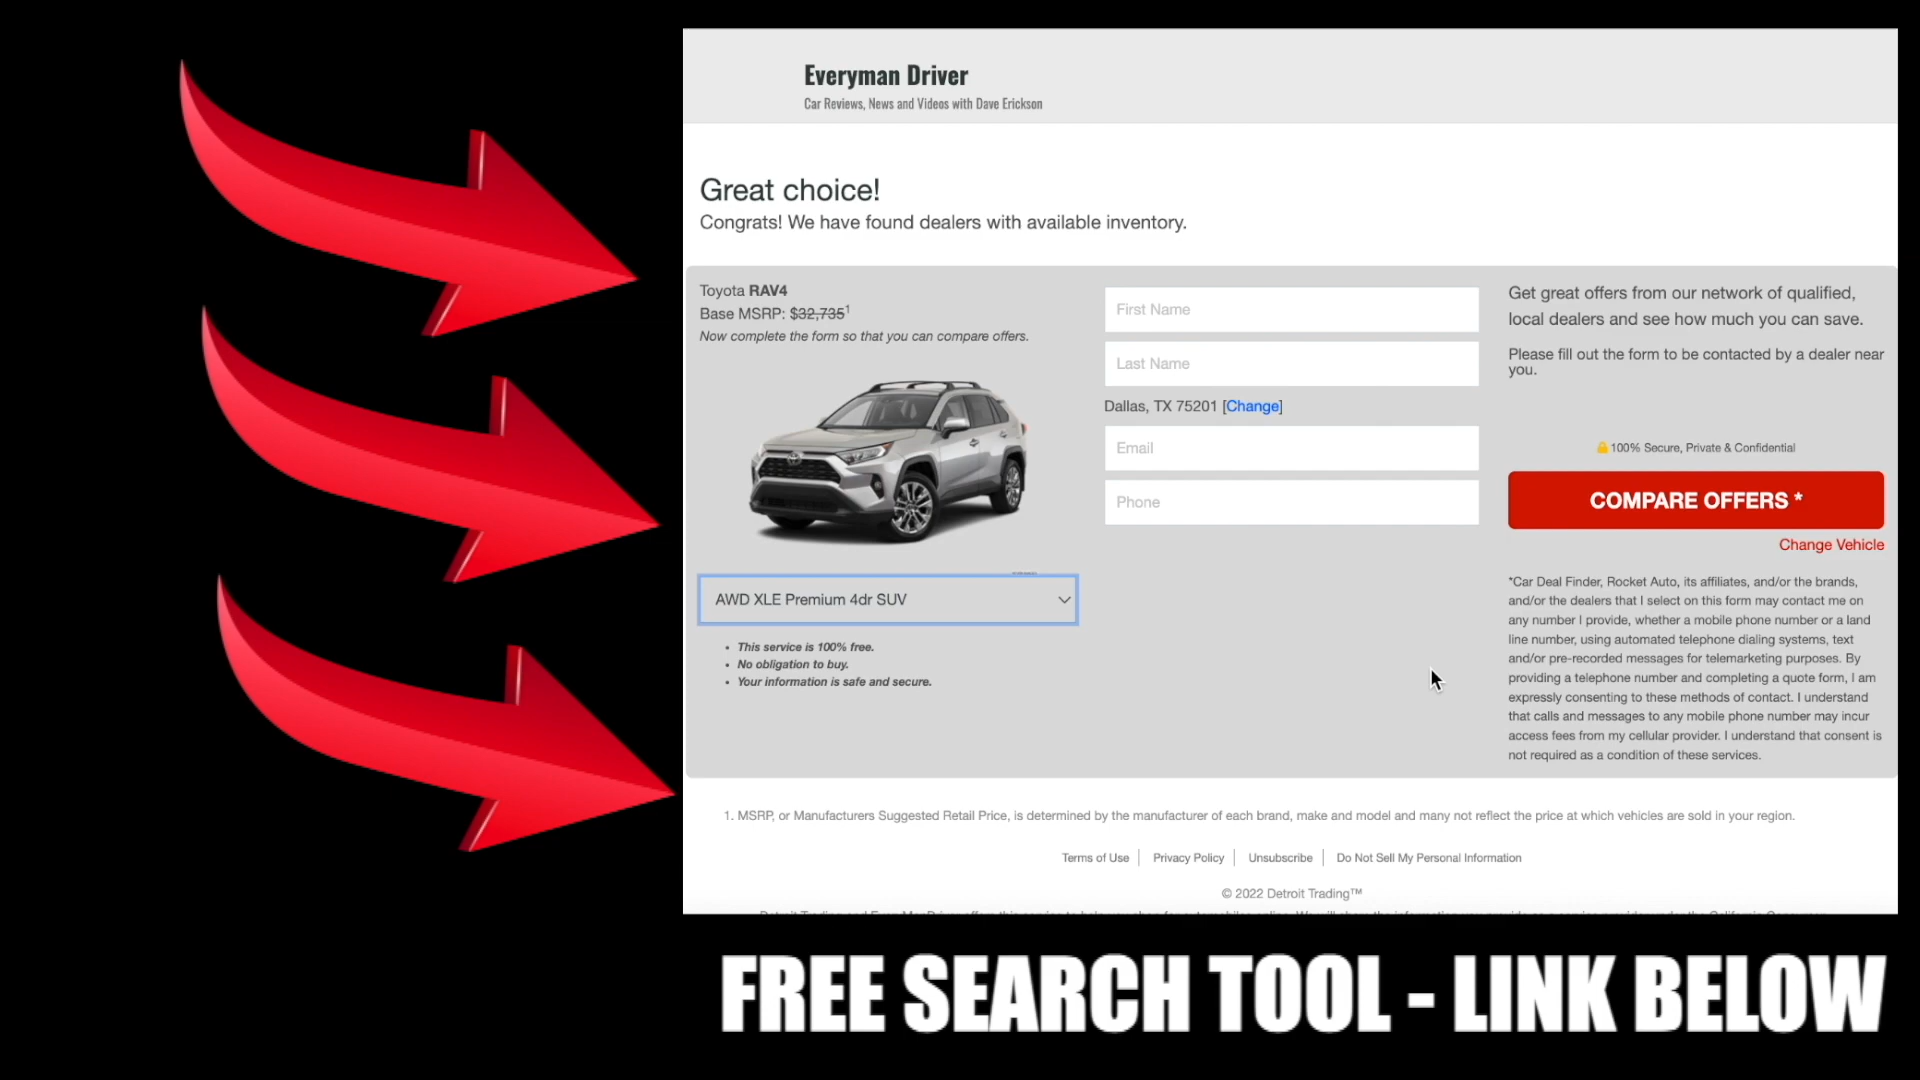 Everyman Driver
Car Reviews, News and Videos with Dave Erickson
Great choice!
Congrats! We have found dealers with available inventory.
Toyota RAV4
Base MSRP: $32,735¹
Now complete the form so that you can compare offers.
AWD XLE Premium 4dr SUV
• This service is 100% free.
• No obligation to buy.
• Your information is safe and secure.
First Name
Last Name
Dallas, TX 75201 [Change]
Email
Phone
Get great offers from our network of qualified,
local dealers and see how much you can save.
Please fill out the form to be contacted by a dealer near
you.
100% Secure, Private & Confidential
COMPARE OFFERS *
Change Vehicle
*Car Deal Finder, Rocket Auto, its affiliates, and/or the brands,
and/or the dealers that I select on this form may contact me on
any number I provide, whether a mobile phone number or a land
line number, using automated telephone dialing systems, text
and/or pre-recorded messages for telemarketing purposes. By
providing a telephone number and completing a quote form, I am
expressly consenting to these methods of contact. I understand
that calls and messages to any mobile phone number may incur
access fees from my cellular provider. I understand that consent is
not required as a condition of these services.
1. MSRP, or Manufacturers Suggested Retail Price, is determined by the manufacturer of each brand, make and model and many not reflect the price at which vehicles are sold in your region.
Terms of Use | Privacy Policy | Unsubscribe | Do Not Sell My Personal Information
© 2022 Detroit Trading™
FREE SEARCH TOOL - LINK BELOW